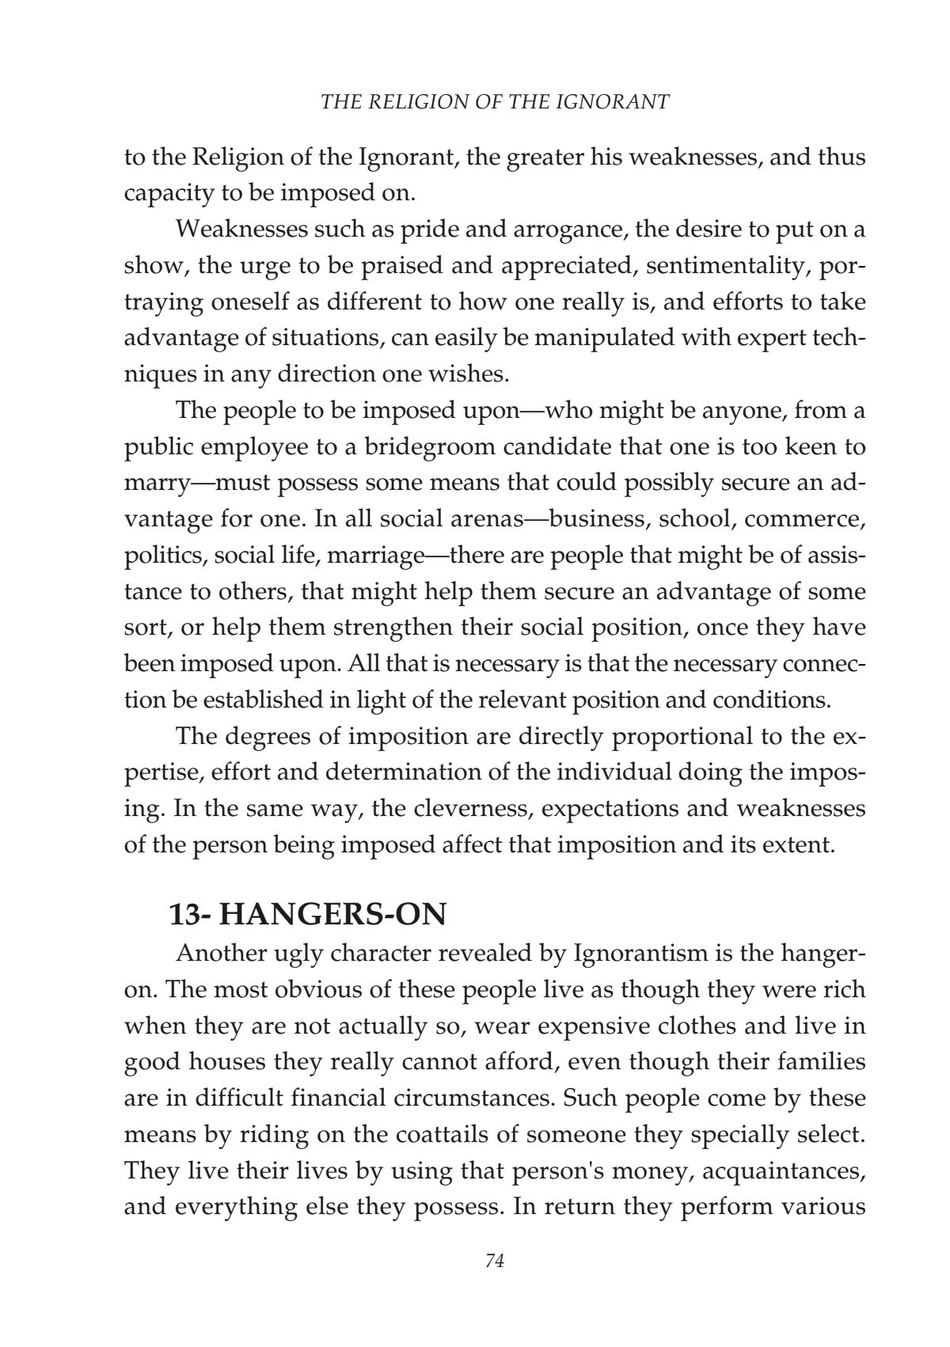 THE RELIGION OF THE IGNORANT
to the Religion of the Ignorant, the greater his weaknesses, and thus
capacity to be imposed on.
Weaknesses such as pride and arrogance, the desire to put on a
show, the urge to be praised and appreciated, sentimentality, por-
traying oneself as different to how one really is, and efforts to take
advantage of situations, can easily be manipulated with expert tech-
niques in any direction one wishes.
The people to be imposed upon—who might be anyone, from a
public employee to a bridegroom candidate that one is too keen to
marry—must possess some means that could possibly secure an ad-
vantage for one. In all social arenas—business, school, commerce,
politics, social life, marriage—there are people that might be of assis-
tance to others, that might help them secure an advantage of some
sort, or help them strengthen their social position, once they have
been imposed upon. All that is necessary is that the necessary connec-
tion be established in light of the relevant position and conditions.
The degrees of imposition are directly proportional to the ex-
pertise, effort and determination of the individual doing the impos-
ing. In the same way, the cleverness, expectations and weaknesses
of the person being imposed affect that imposition and its extent.
13- HANGERS-ON
Another ugly character revealed by Ignorantism is the hanger-
on. The most obvious of these people live as though they were rich
when they are not actually so, wear expensive clothes and live in
good houses they really cannot afford, even though their families
are in difficult financial circumstances. Such people come by these
means by riding on the coattails of someone they specially select.
They live their lives by using that person's money, acquaintances,
and everything else they possess. In return they perform various
74